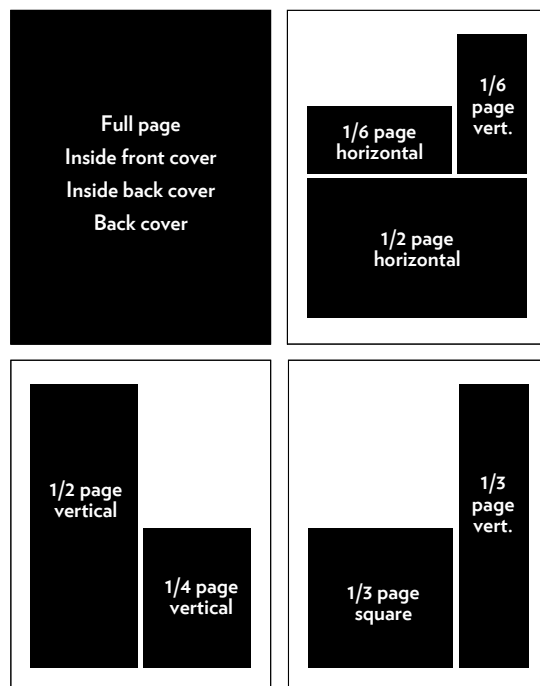 Full page
Inside front cover
Inside back cover
Back cover
1/6
page
vert.
1/6 page
horizontal
1/2 page
horizontal
1/2 page
vertical
1/4 page
vertical
1/3
page
vert.
1/3 page
square